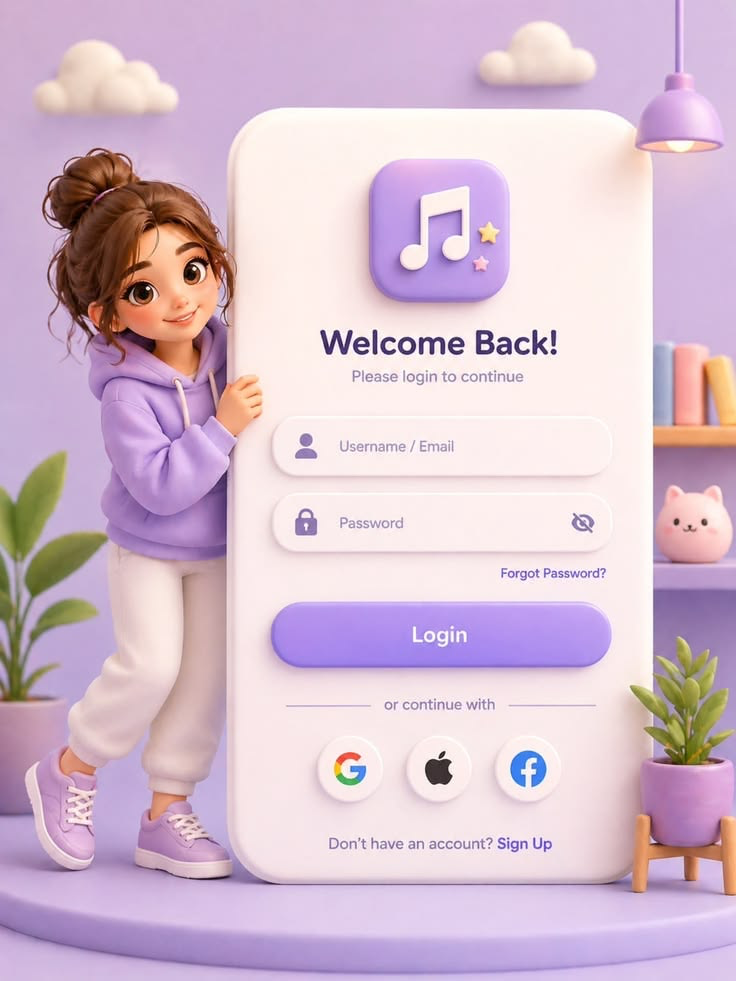 Welcome Back!
Please login to continue
Username / Email
Password
Forgot Password?
Login
or continue with
Don't have an account? Sign Up